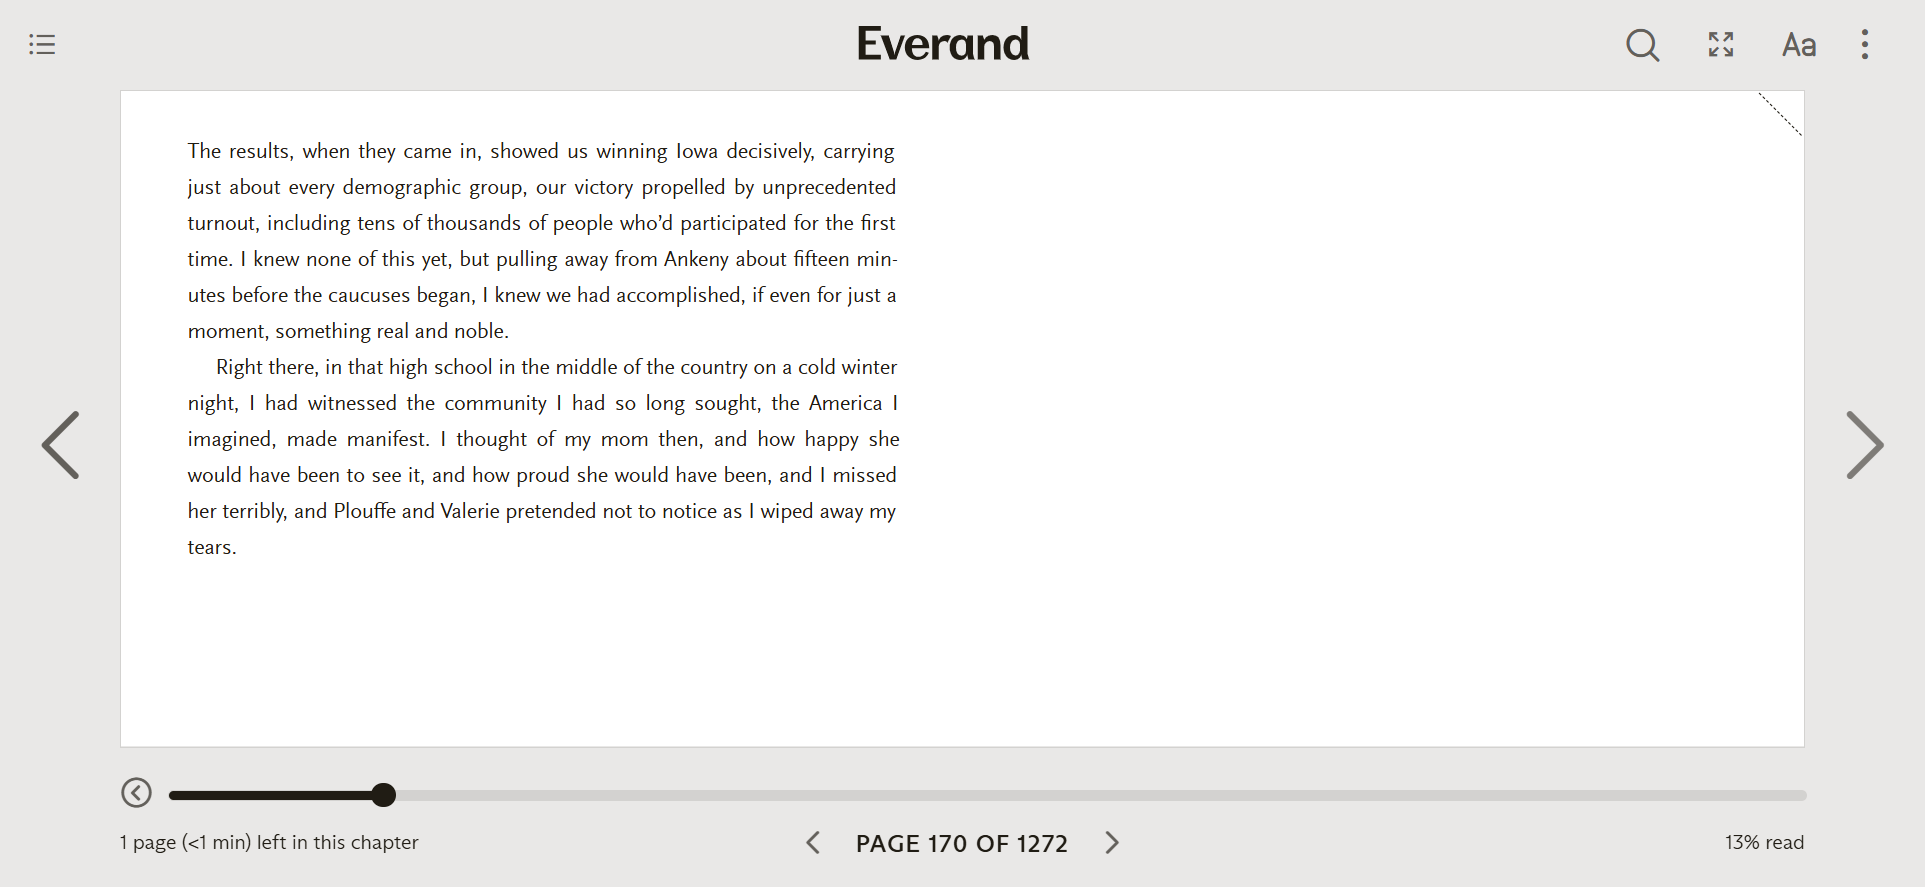 Everand
Aa
The results, when they came in, showed us winning Iowa decisively, carrying
just about every demographic group, our victory propelled by unprecedented
turnout, including tens of thousands of people who’d participated for the first
time. I knew none of this yet, but pulling away from Ankeny about fifteen min-
utes before the caucuses began, I knew we had accomplished, if even for just a
moment, something real and noble.
Right there, in that high school in the middle of the country on a cold winter
night, I had witnessed the community I had so long sought, the America I
imagined, made manifest. I thought of my mom then, and how happy she
would have been to see it, and how proud she would have been, and I missed
her terribly, and Plouffe and Valerie pretended not to notice as I wiped away my
tears.
1 page (<1 min) left in this chapter
PAGE 170 OF 1272
13% read